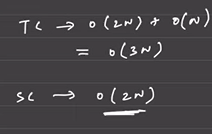 TC → O(2N) + O(N)
= O(3N)
SC → O(2N)